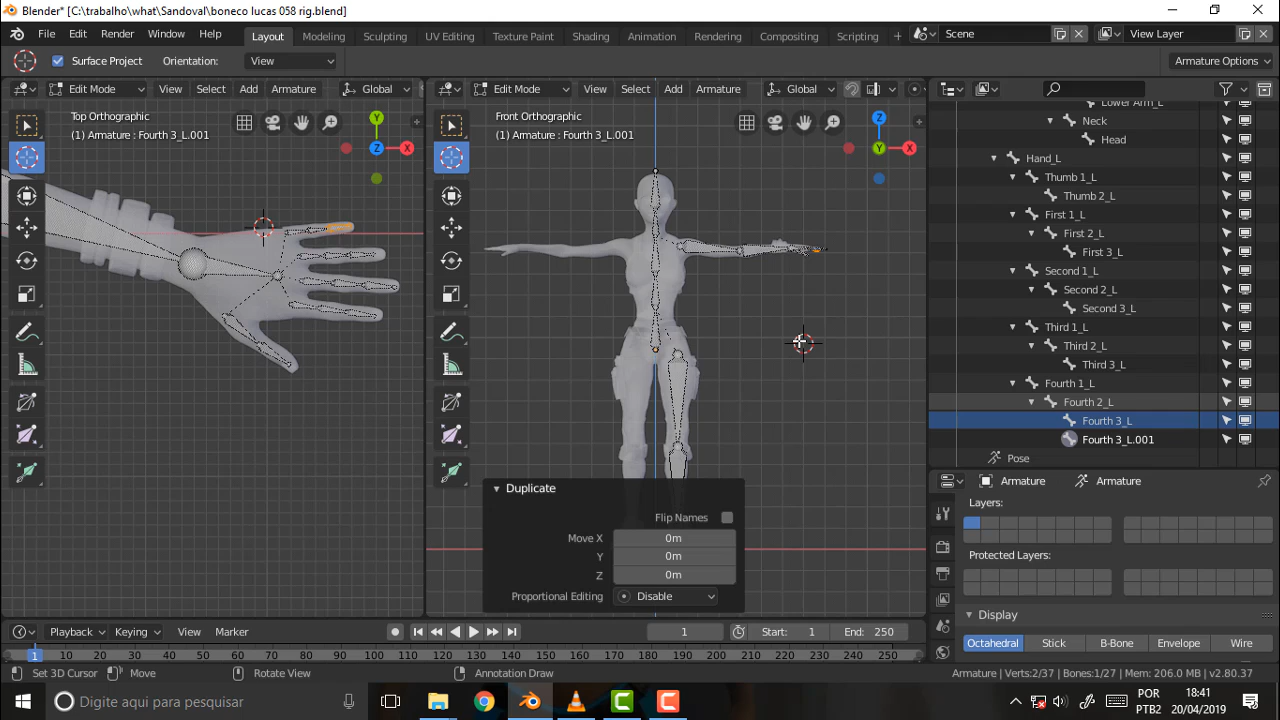 Blender* [C:\trabalho\what\Sandoval\boneco lucas 058 rig.blend]
File Edit Render Window Help Layout Modeling Sculpting UV Editing Texture Paint Shading Animation Rendering Compositing Scripting + Scene View Layer
Surface Project Orientation: View Armature Options
Edit Mode View Select Add Armature Global
Edit Mode View Select Add Armature Global
Top Orthographic
(1) Armature : Fourth 3_L.001
Y
Z
X
Front Orthographic
(1) Armature : Fourth 3_L.001
Z
Y
X
Lower Arm_L
Neck
Head
Hand_L
Thumb 1_L
Thumb 2_L
First 1_L
First 2_L
First 3_L
Second 1_L
Second 2_L
Second 3_L
Third 1_L
Third 2_L
Third 3_L
Fourth 1_L
Fourth 2_L
Fourth 3_L
Fourth 3_L.001
Pose
Duplicate
Flip Names
Move X 0m
Y 0m
Z 0m
Proportional Editing Disable
Armature Armature
Layers:
Protected Layers:
Display
Octahedral Stick B-Bone Envelope Wire
Playback Keying View Marker 1 Start: 1 End: 250
1 10 20 30 40 50 60 70 80 90 100 110 120 130 140 150 160 170 180 190 200 210 220 230 240 250
Set 3D Cursor Move Rotate View Annotation Draw Armature | Verts:2/37 | Bones:1/27 | Mem: 206.9 MiB | v2.80.37
Digite aqui para pesquisar
POR
PTB2
18:41
20/04/2019